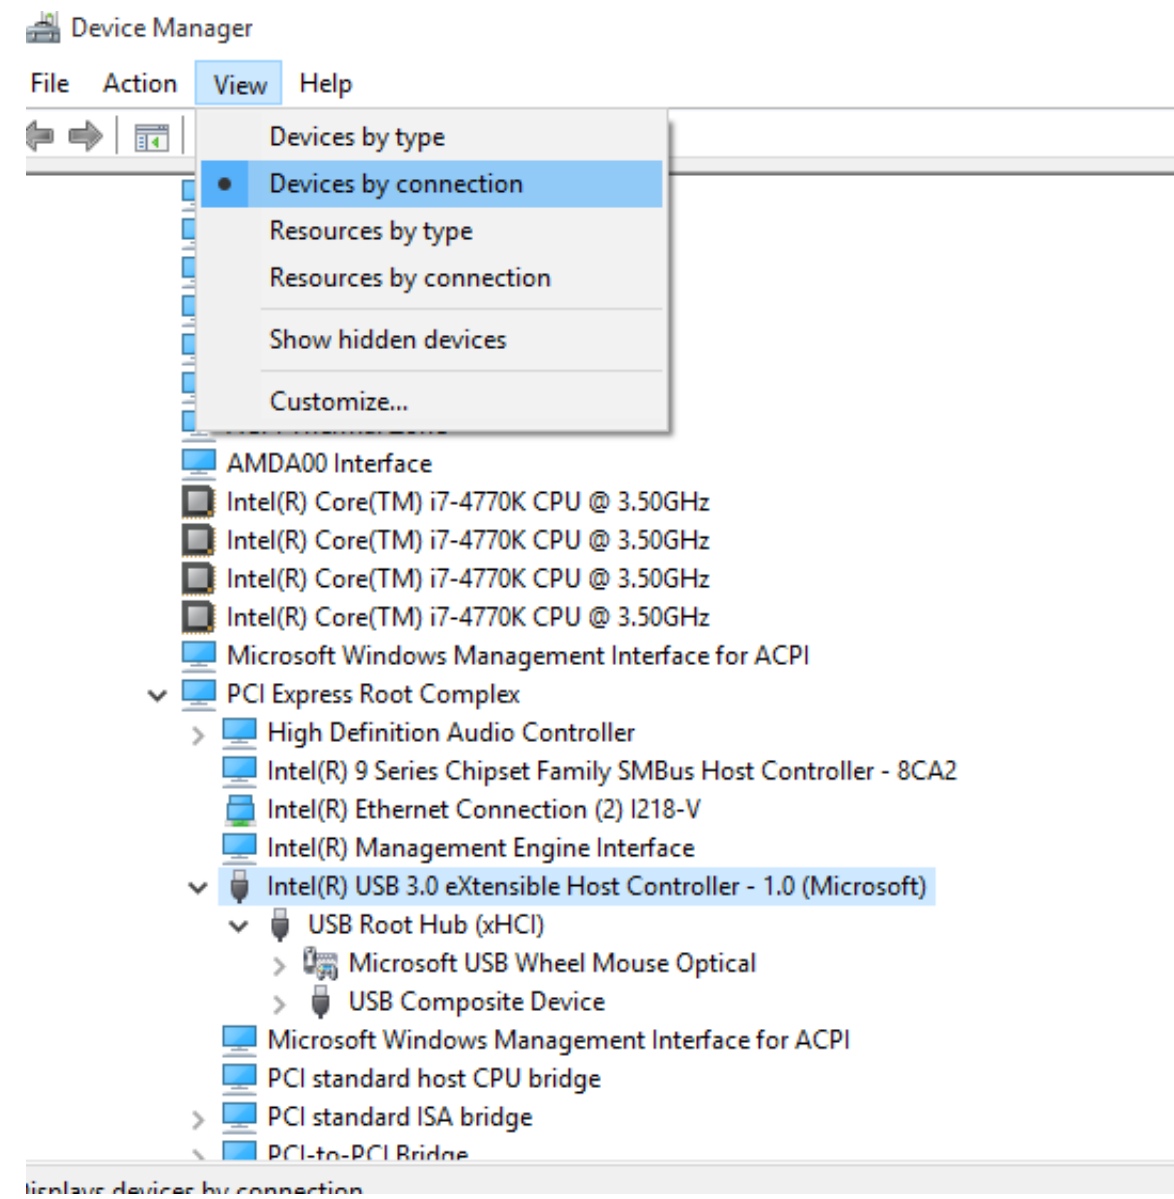 Device Manager
File Action View Help
Devices by type
Devices by connection
Resources by type
Resources by connection
Show hidden devices
Customize...
AMDA00 Interface
Intel(R) Core(TM) i7-4770K CPU @ 3.50GHz
Intel(R) Core(TM) i7-4770K CPU @ 3.50GHz
Intel(R) Core(TM) i7-4770K CPU @ 3.50GHz
Intel(R) Core(TM) i7-4770K CPU @ 3.50GHz
Microsoft Windows Management Interface for ACPI
PCI Express Root Complex
High Definition Audio Controller
Intel(R) 9 Series Chipset Family SMBus Host Controller - 8CA2
Intel(R) Ethernet Connection (2) I218-V
Intel(R) Management Engine Interface
Intel(R) USB 3.0 eXtensible Host Controller - 1.0 (Microsoft)
USB Root Hub (xHCI)
Microsoft USB Wheel Mouse Optical
USB Composite Device
Microsoft Windows Management Interface for ACPI
PCI standard host CPU bridge
PCI standard ISA bridge
PCI-to-PCI Bridge
Displays devices by connection